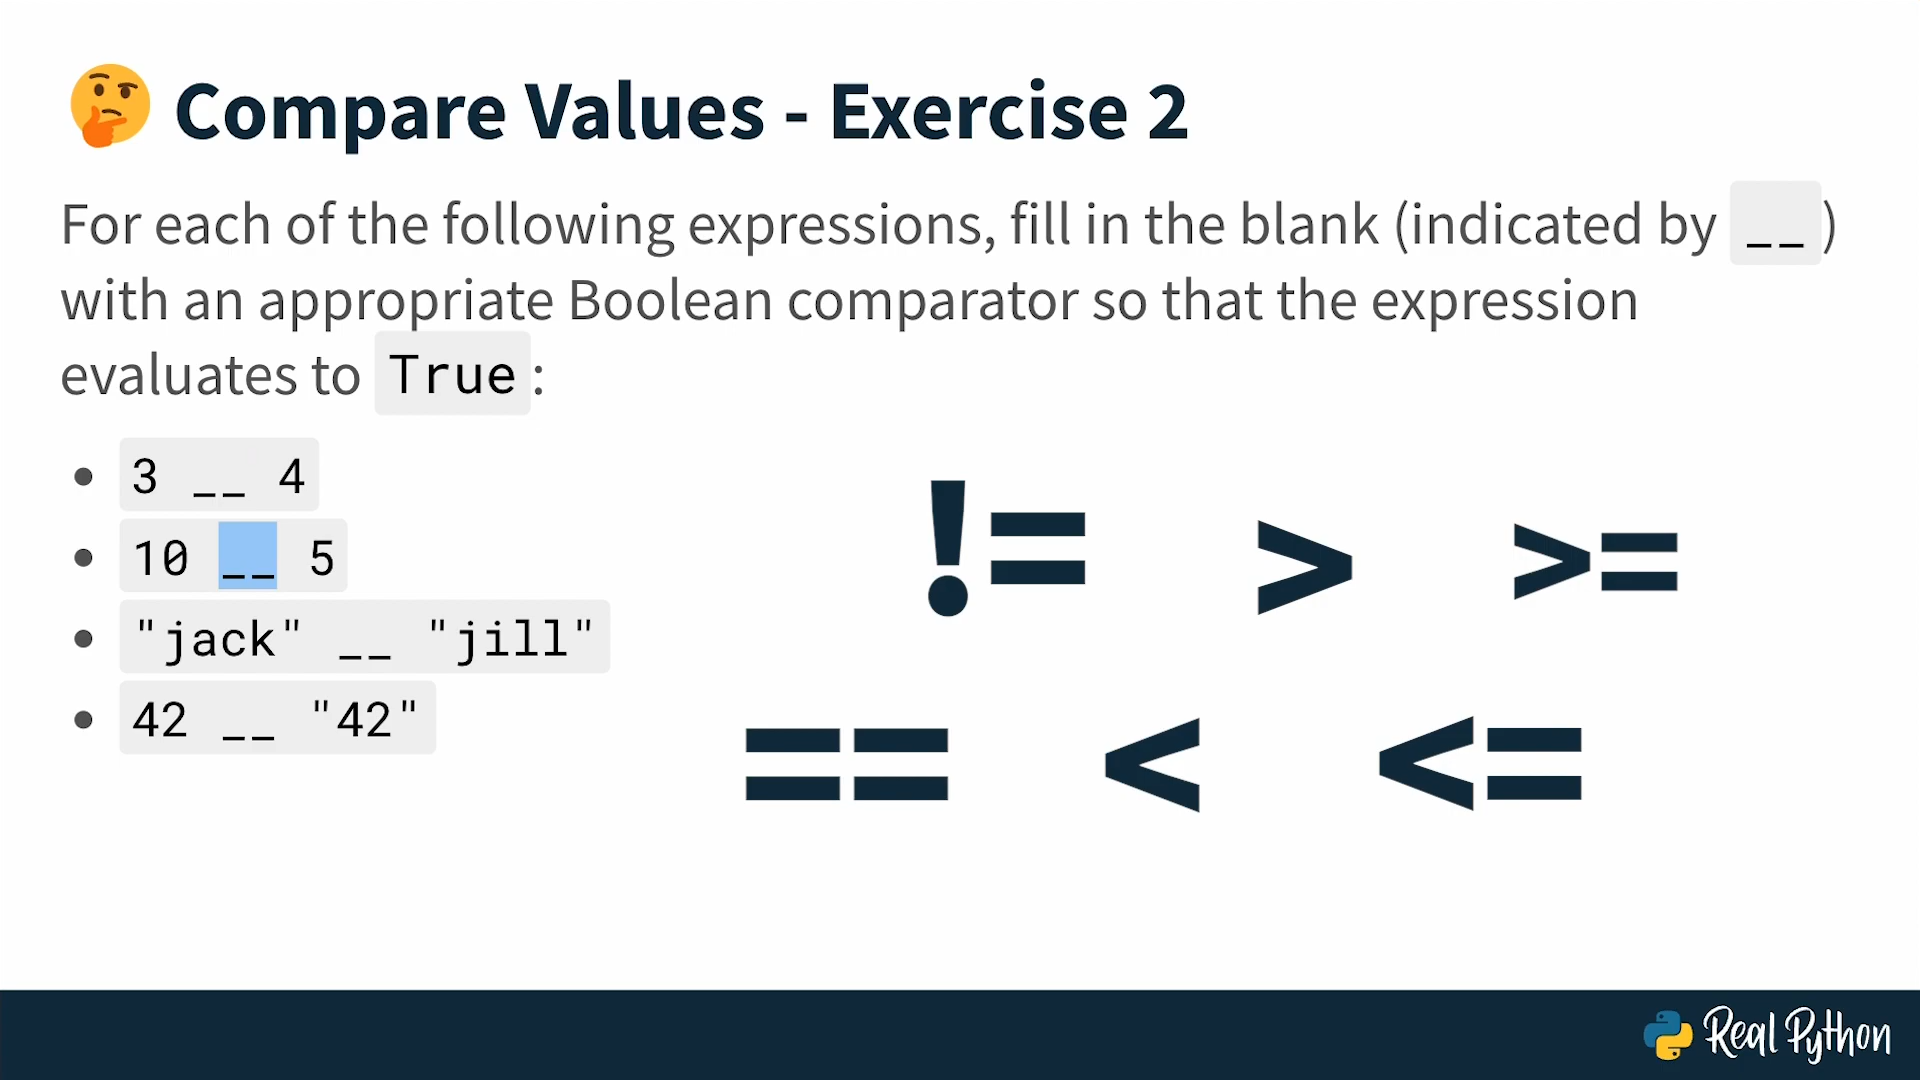 Compare Values - Exercise 2
For each of the following expressions, fill in the blank (indicated by __ )
with an appropriate Boolean comparator so that the expression
evaluates to True :
• 3 __ 4
• 10 __ 5
• "jack" __ "jill"
• 42 __ "42"
!= > >=
== < <=
Real Python